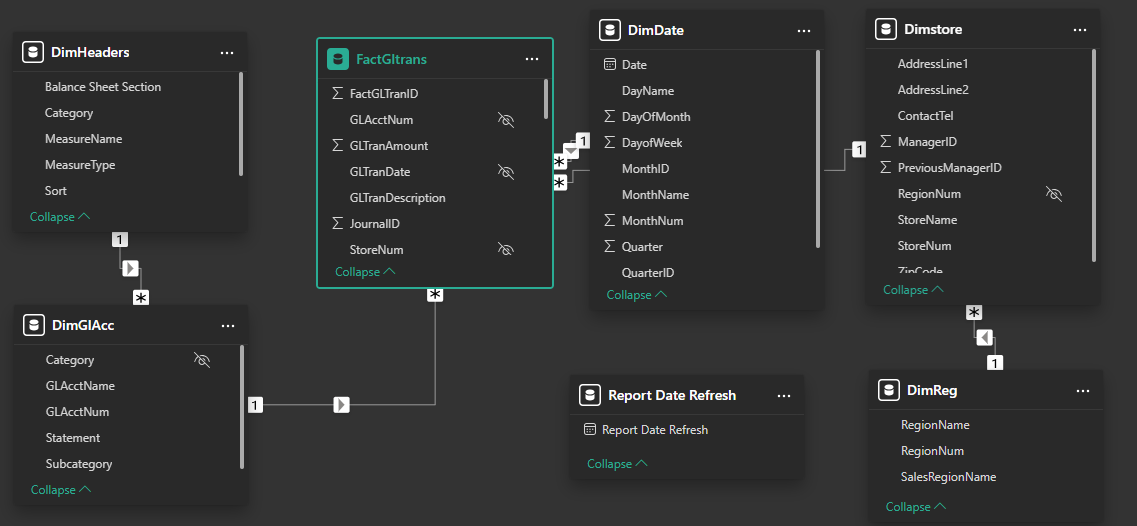 DimHeaders
Balance Sheet Section
Category
MeasureName
MeasureType
Sort
Collapse
1
*
FactGltrans
FactGLTranID
GLAcctNum
GLTranAmount
GLTranDate
GLTranDescription
JournalID
StoreNum
Collapse
*
*
1
*
DimDate
Date
DayName
DayOfMonth
DayofWeek
MonthID
MonthName
MonthNum
Quarter
QuarterID
Collapse
1
Dimstore
AddressLine1
AddressLine2
ContactTel
ManagerID
PreviousManagerID
RegionNum
StoreName
StoreNum
ZipCode
Collapse
*
1
DimGlAcc
Category
GLAcctName
GLAcctNum
Statement
Subcategory
Collapse
1
Report Date Refresh
Report Date Refresh
Collapse
DimReg
RegionName
RegionNum
SalesRegionName
Collapse